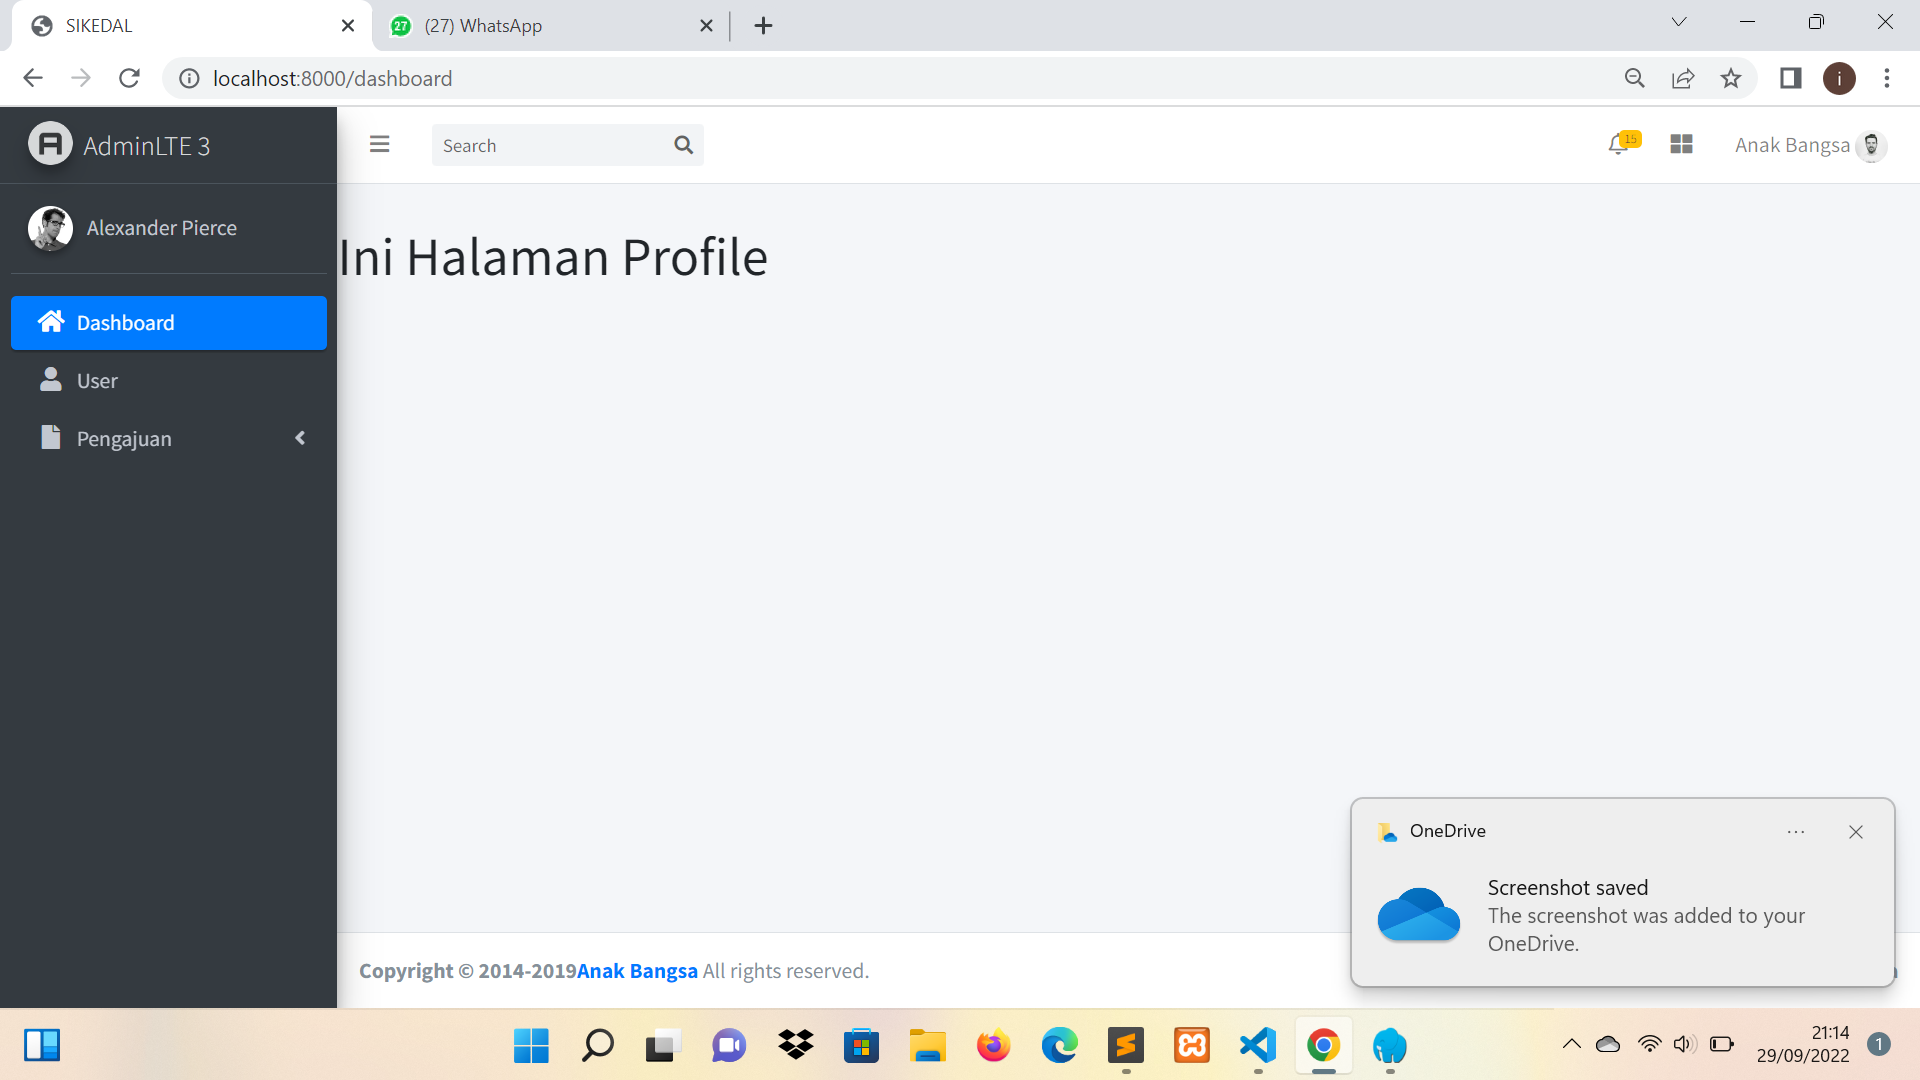 SIKEDAL
27
(27) WhatsApp
localhost:8000/dashboard
i
AdminLTE 3
Search
15
Anak Bangsa
Alexander Pierce
Ini Halaman Profile
Dashboard
User
Pengajuan
OneDrive
Screenshot saved
The screenshot was added to your
OneDrive.
Copyright © 2014-2019Anak Bangsa All rights reserved.
21:14
29/09/2022
1